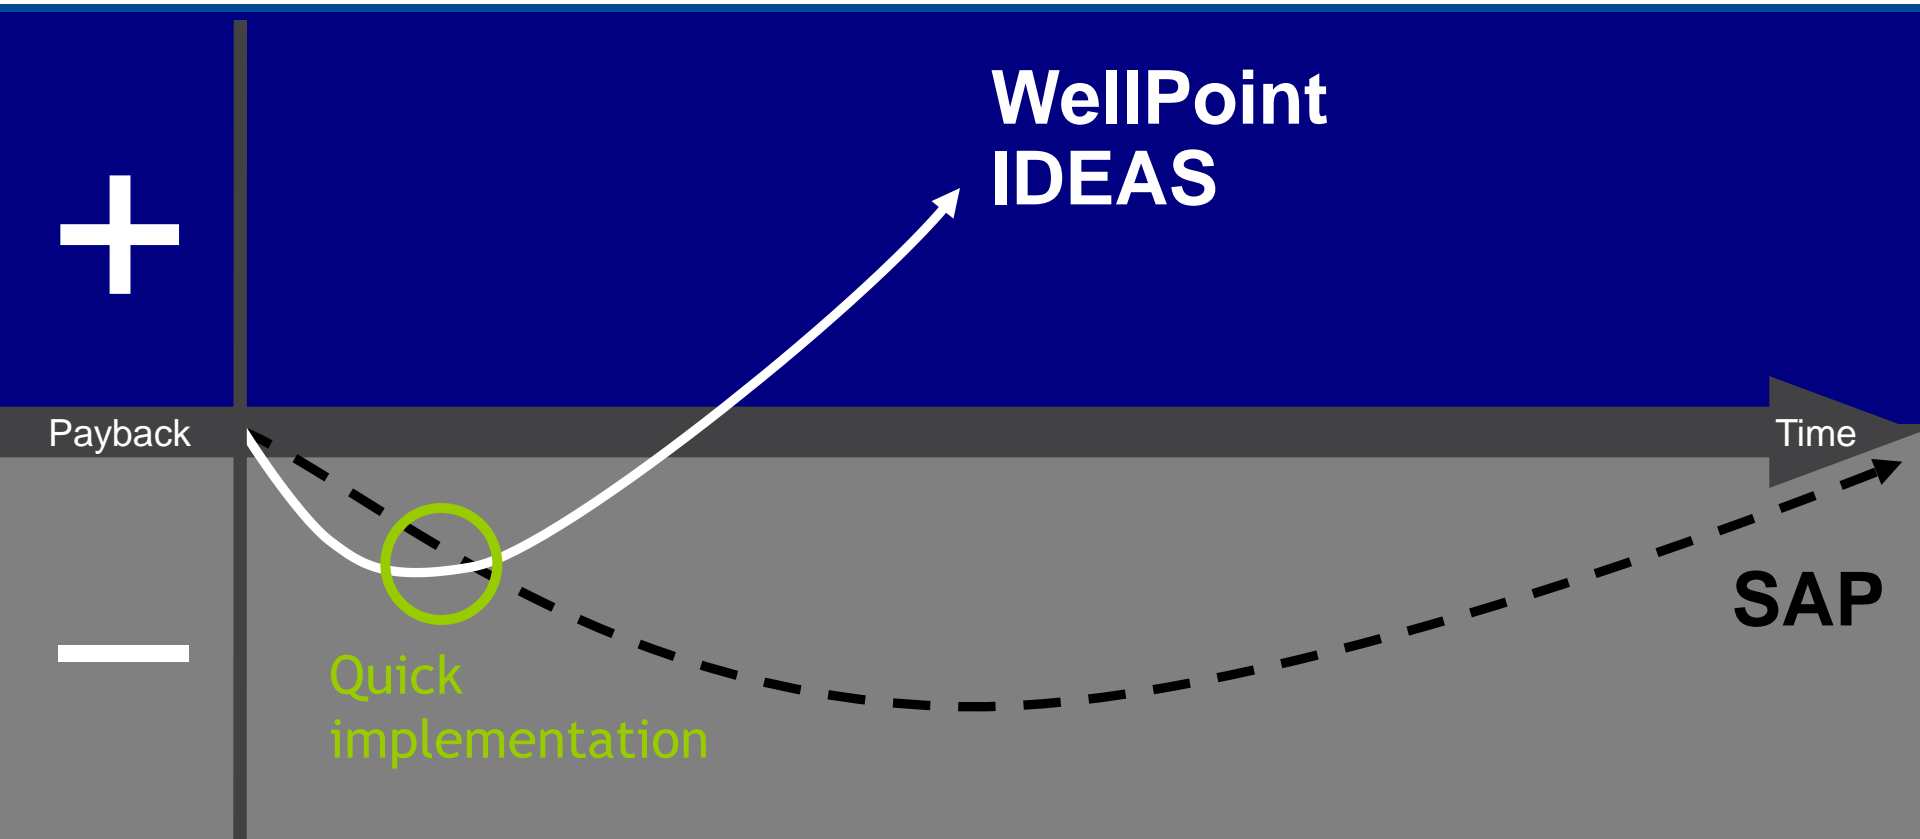 WellPoint
IDEAS
+
Payback
Time
SAP
–
Quick
implementation